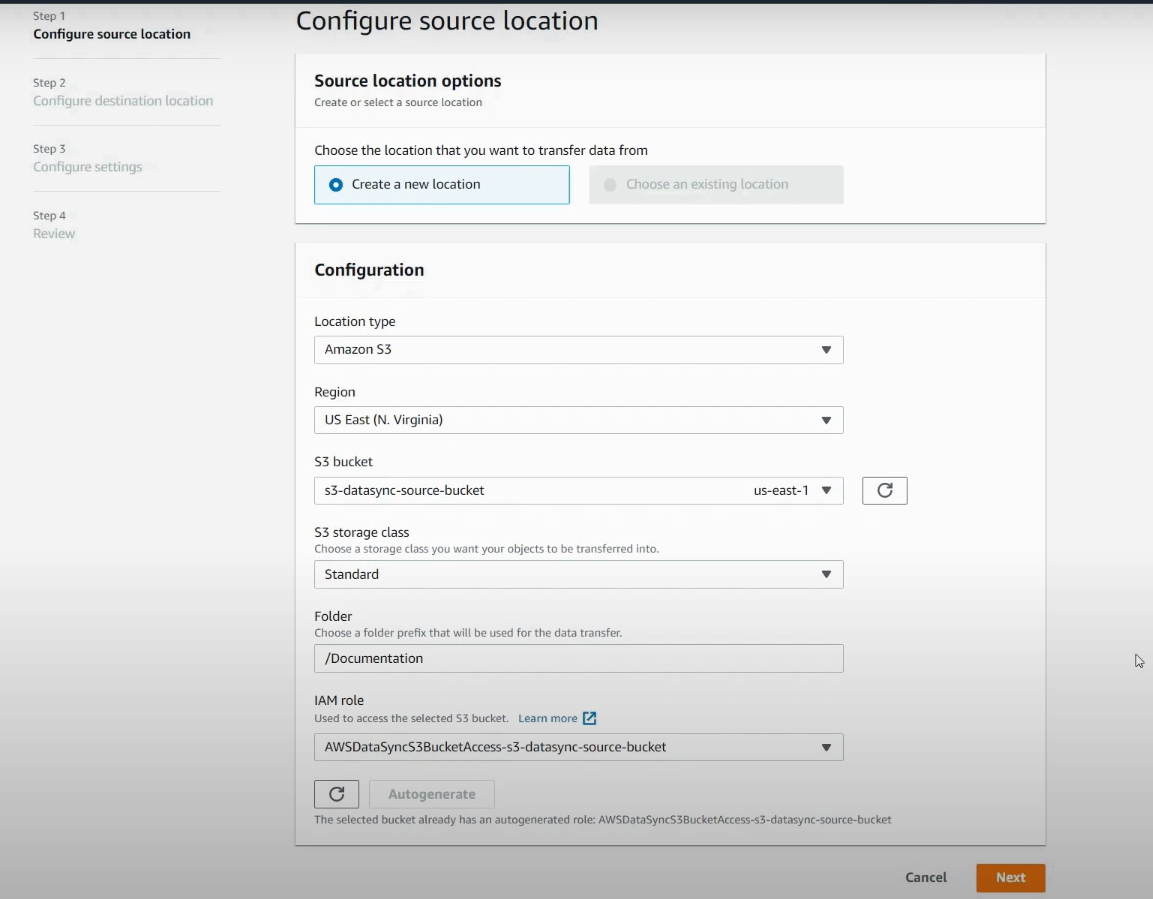 Step 1
Configure source location
Step 2
Configure destination location
Step 3
Configure settings
Step 4
Review
Configure source location
Source location options
Create or select a source location
Choose the location that you want to transfer data from
Create a new location
Choose an existing location
Configuration
Location type
Amazon S3
Region
US East (N. Virginia)
S3 bucket
s3-datasync-source-bucket us-east-1
S3 storage class
Choose a storage class you want your objects to be transferred into.
Standard
Folder
Choose a folder prefix that will be used for the data transfer.
/Documentation
IAM role
Used to access the selected S3 bucket. Learn more
AWSDataSyncS3BucketAccess-s3-datasync-source-bucket
Autogenerate
The selected bucket already has an autogenerated role: AWSDataSyncS3BucketAccess-s3-datasync-source-bucket
Cancel Next